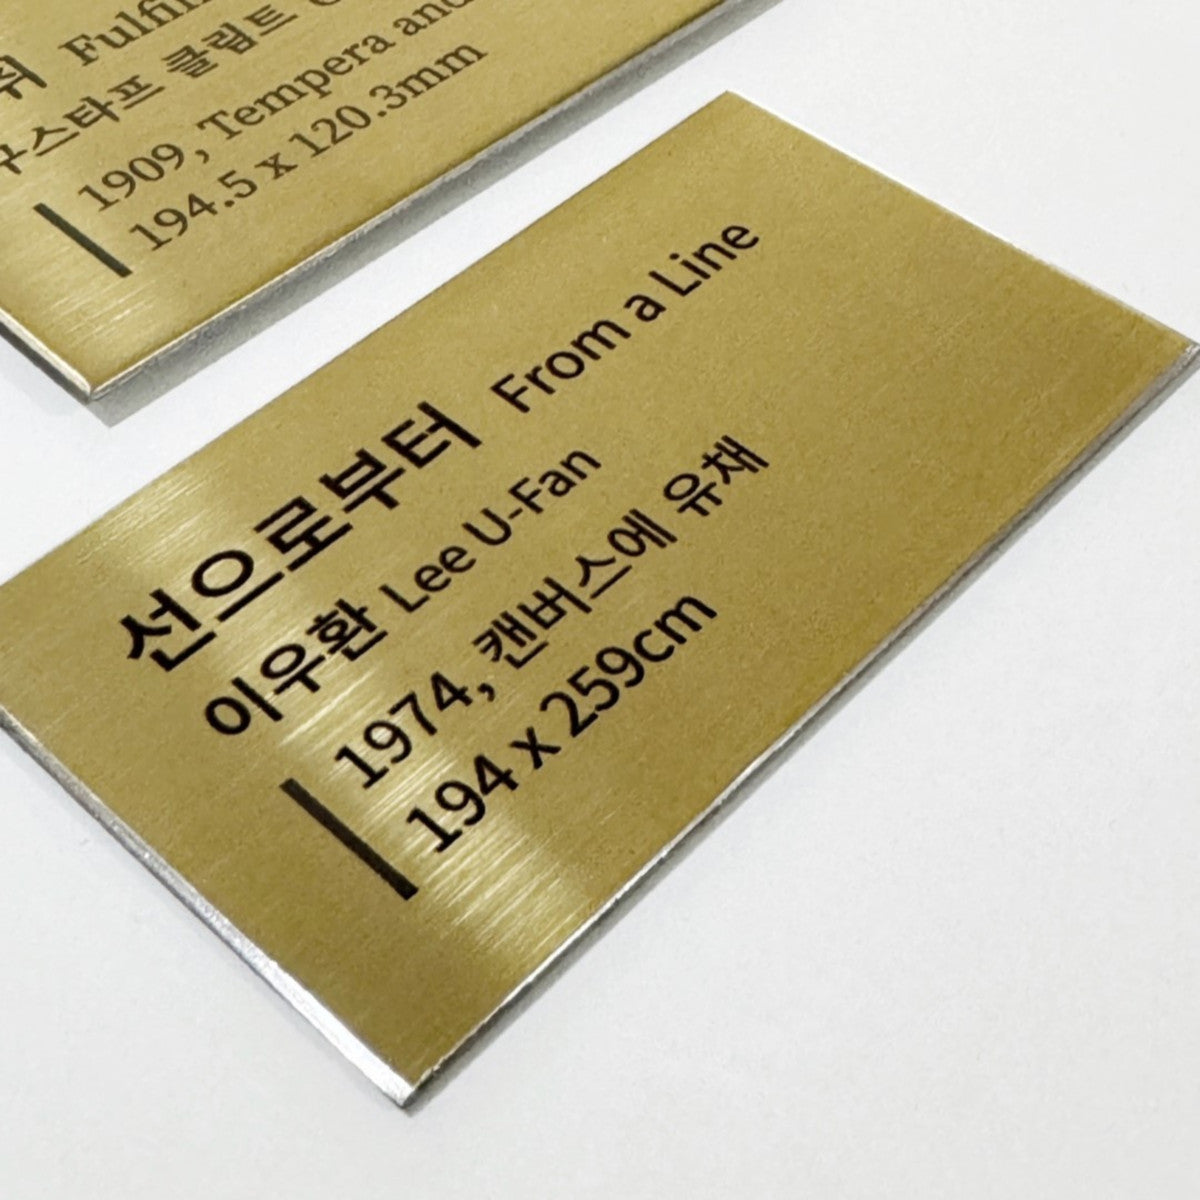 Fulfil
구스타프 클림트
1909, Tempera and
194.5 x 120.3mm
선으로부터 From a Line
이우환 Lee U-Fan
1974, 캔버스에 유채
194 x 259cm